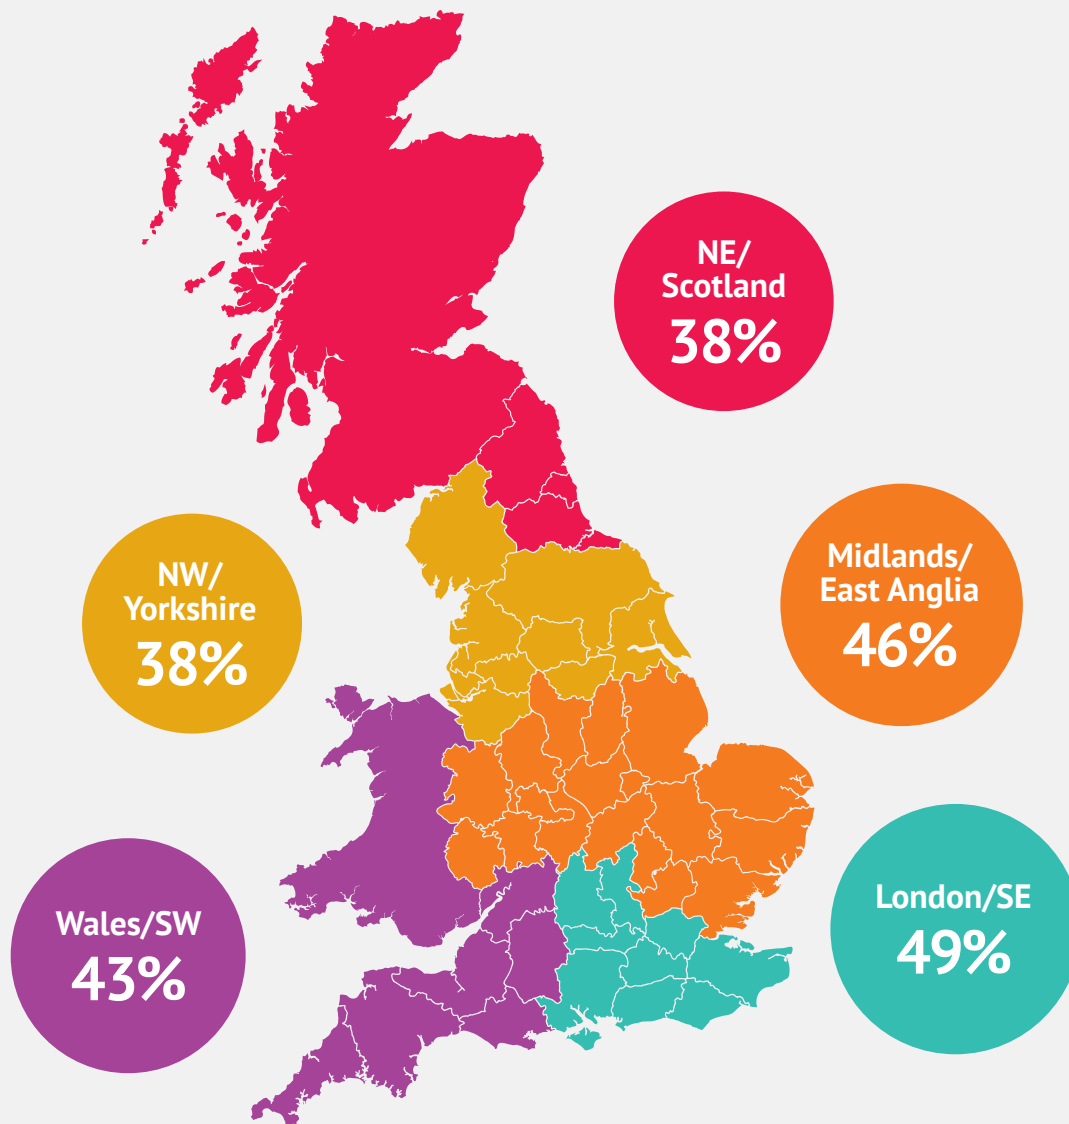 NE/
Scotland
38%
NW/
Yorkshire
38%
Midlands/
East Anglia
46%
Wales/SW
43%
London/SE
49%